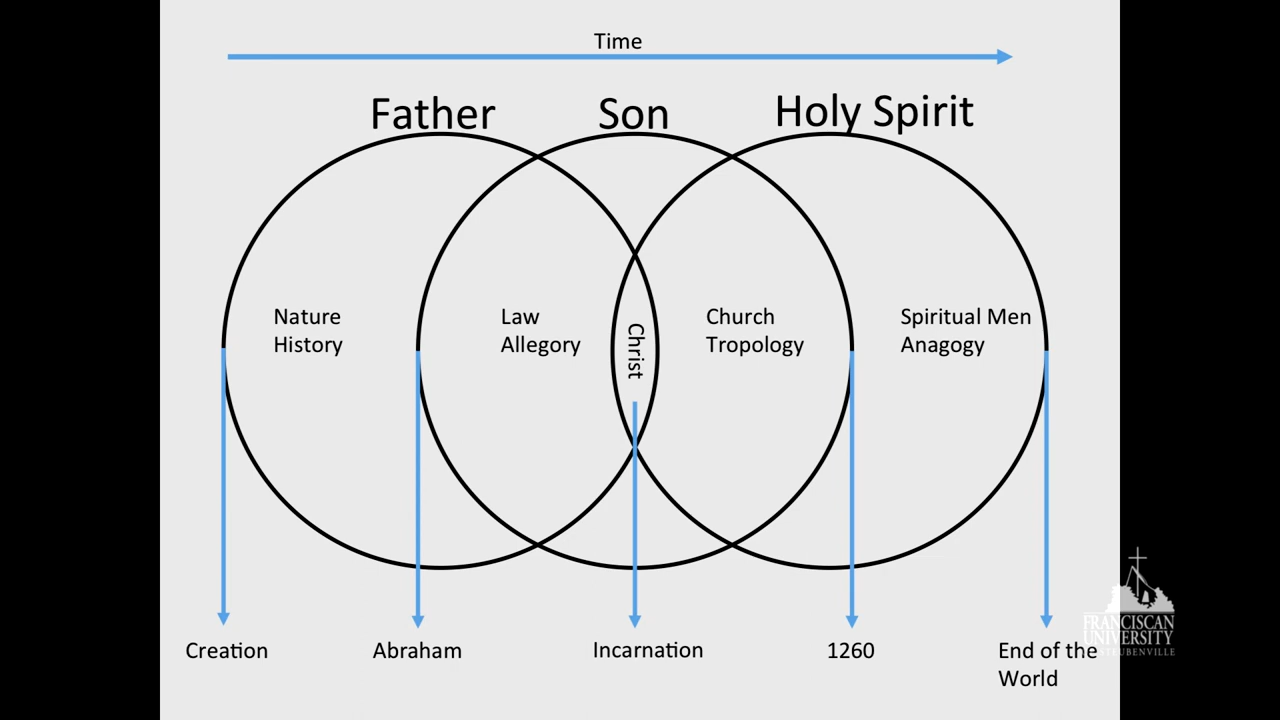 Time
Father
Son
Holy Spirit
Nature
History
Law
Allegory
Christ
Church
Tropology
Spiritual Men
Anagogy
Creation
Abraham
Incarnation
1260
End of the
World
FRANCISCAN
UNIVERSITY
STEUBENVILLE